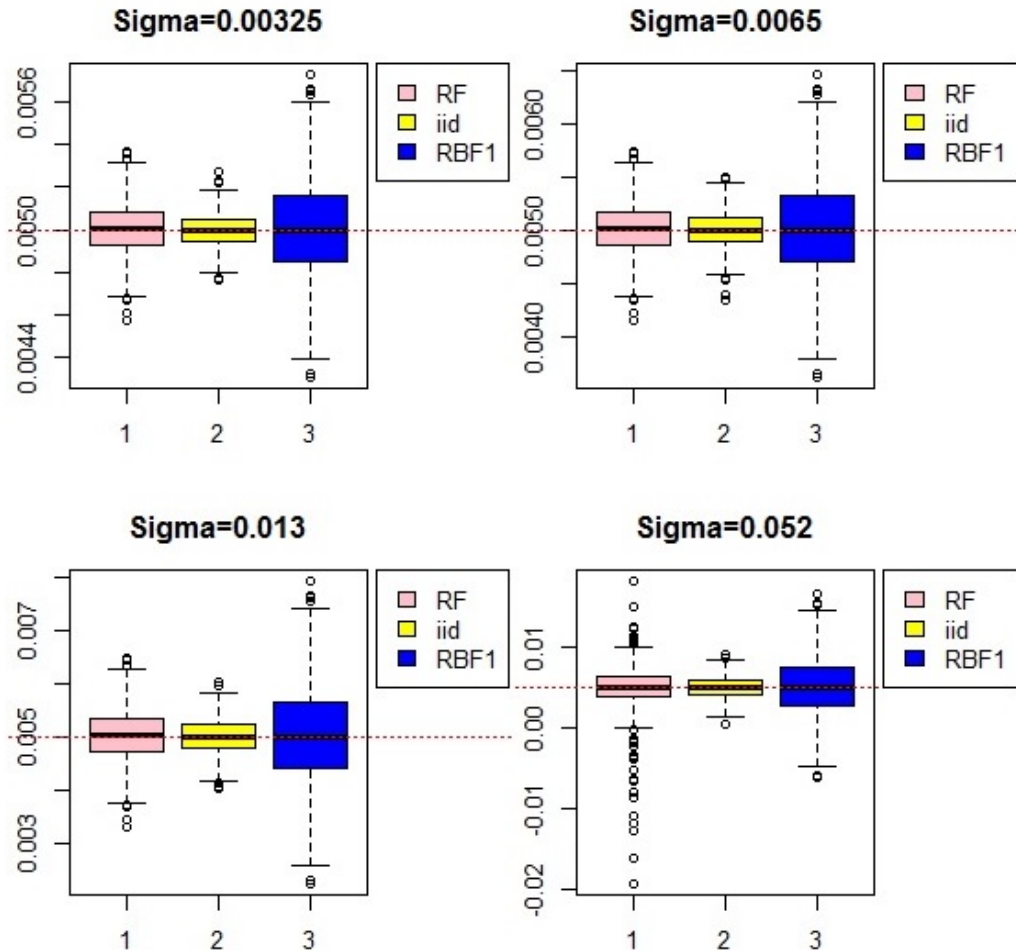 Sigma=0.00325
0.0056
0.0050
0.0044
1 2 3
RF
iid
RBF1
Sigma=0.0065
0.0060
0.0050
0.0040
1 2 3
RF
iid
RBF1
Sigma=0.013
0.007
0.005
0.003
1 2 3
RF
iid
RBF1
Sigma=0.052
0.01
0.00
-0.01
-0.02
1 2 3
RF
iid
RBF1